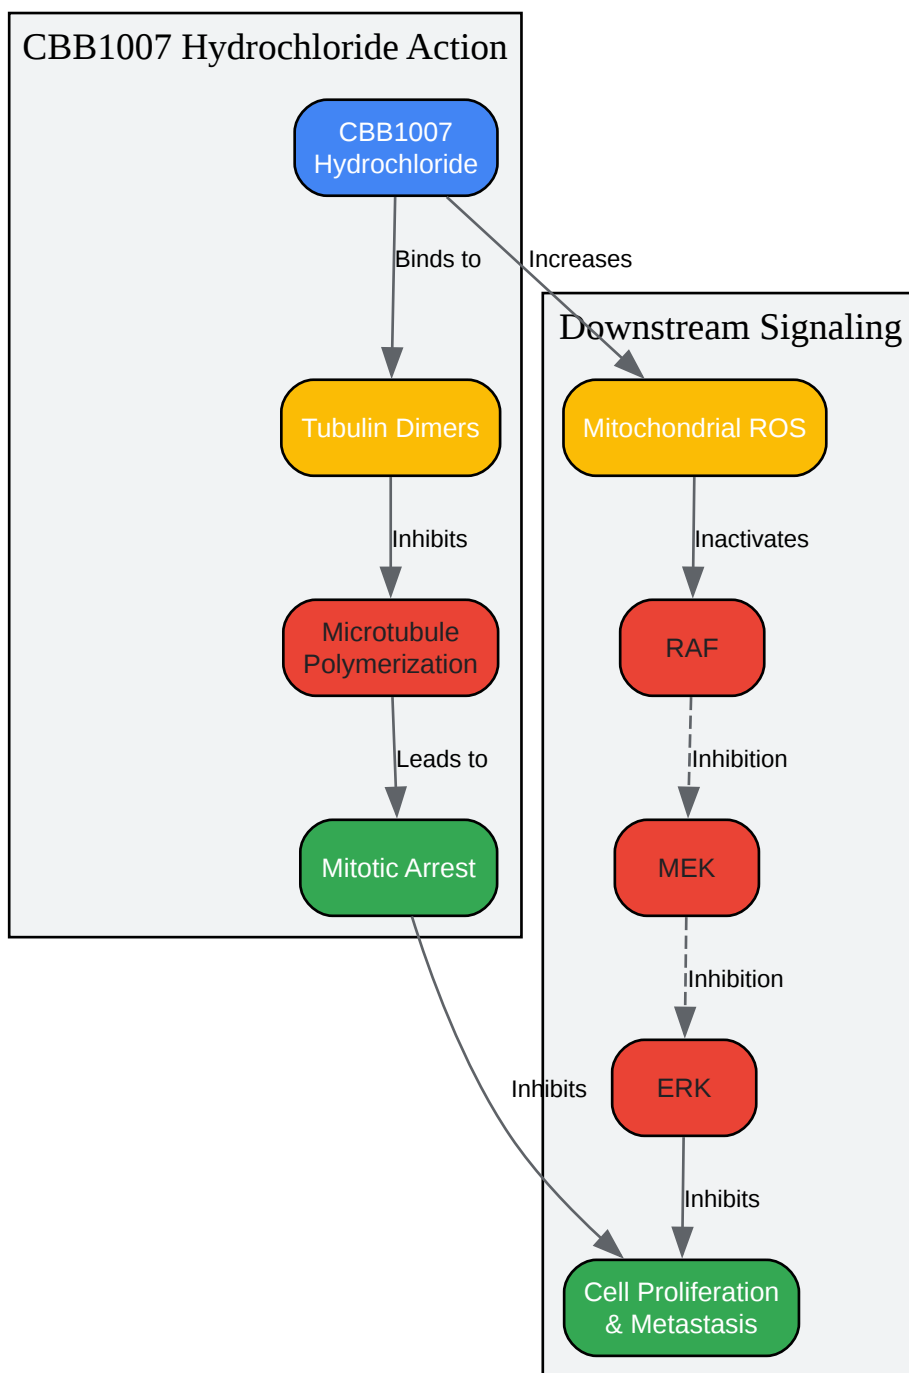 CBB1007 Hydrochloride Action
CBB1007
Hydrochloride
Binds to
Increases
Downstream Signaling
Tubulin Dimers
Mitochondrial ROS
Inhibits
Inactivates
Microtubule
Polymerization
RAF
Leads to
Inhibition
Mitotic Arrest
MEK
Inhibition
ERK
Inhibits
Inhibits
Cell Proliferation
& Metastasis